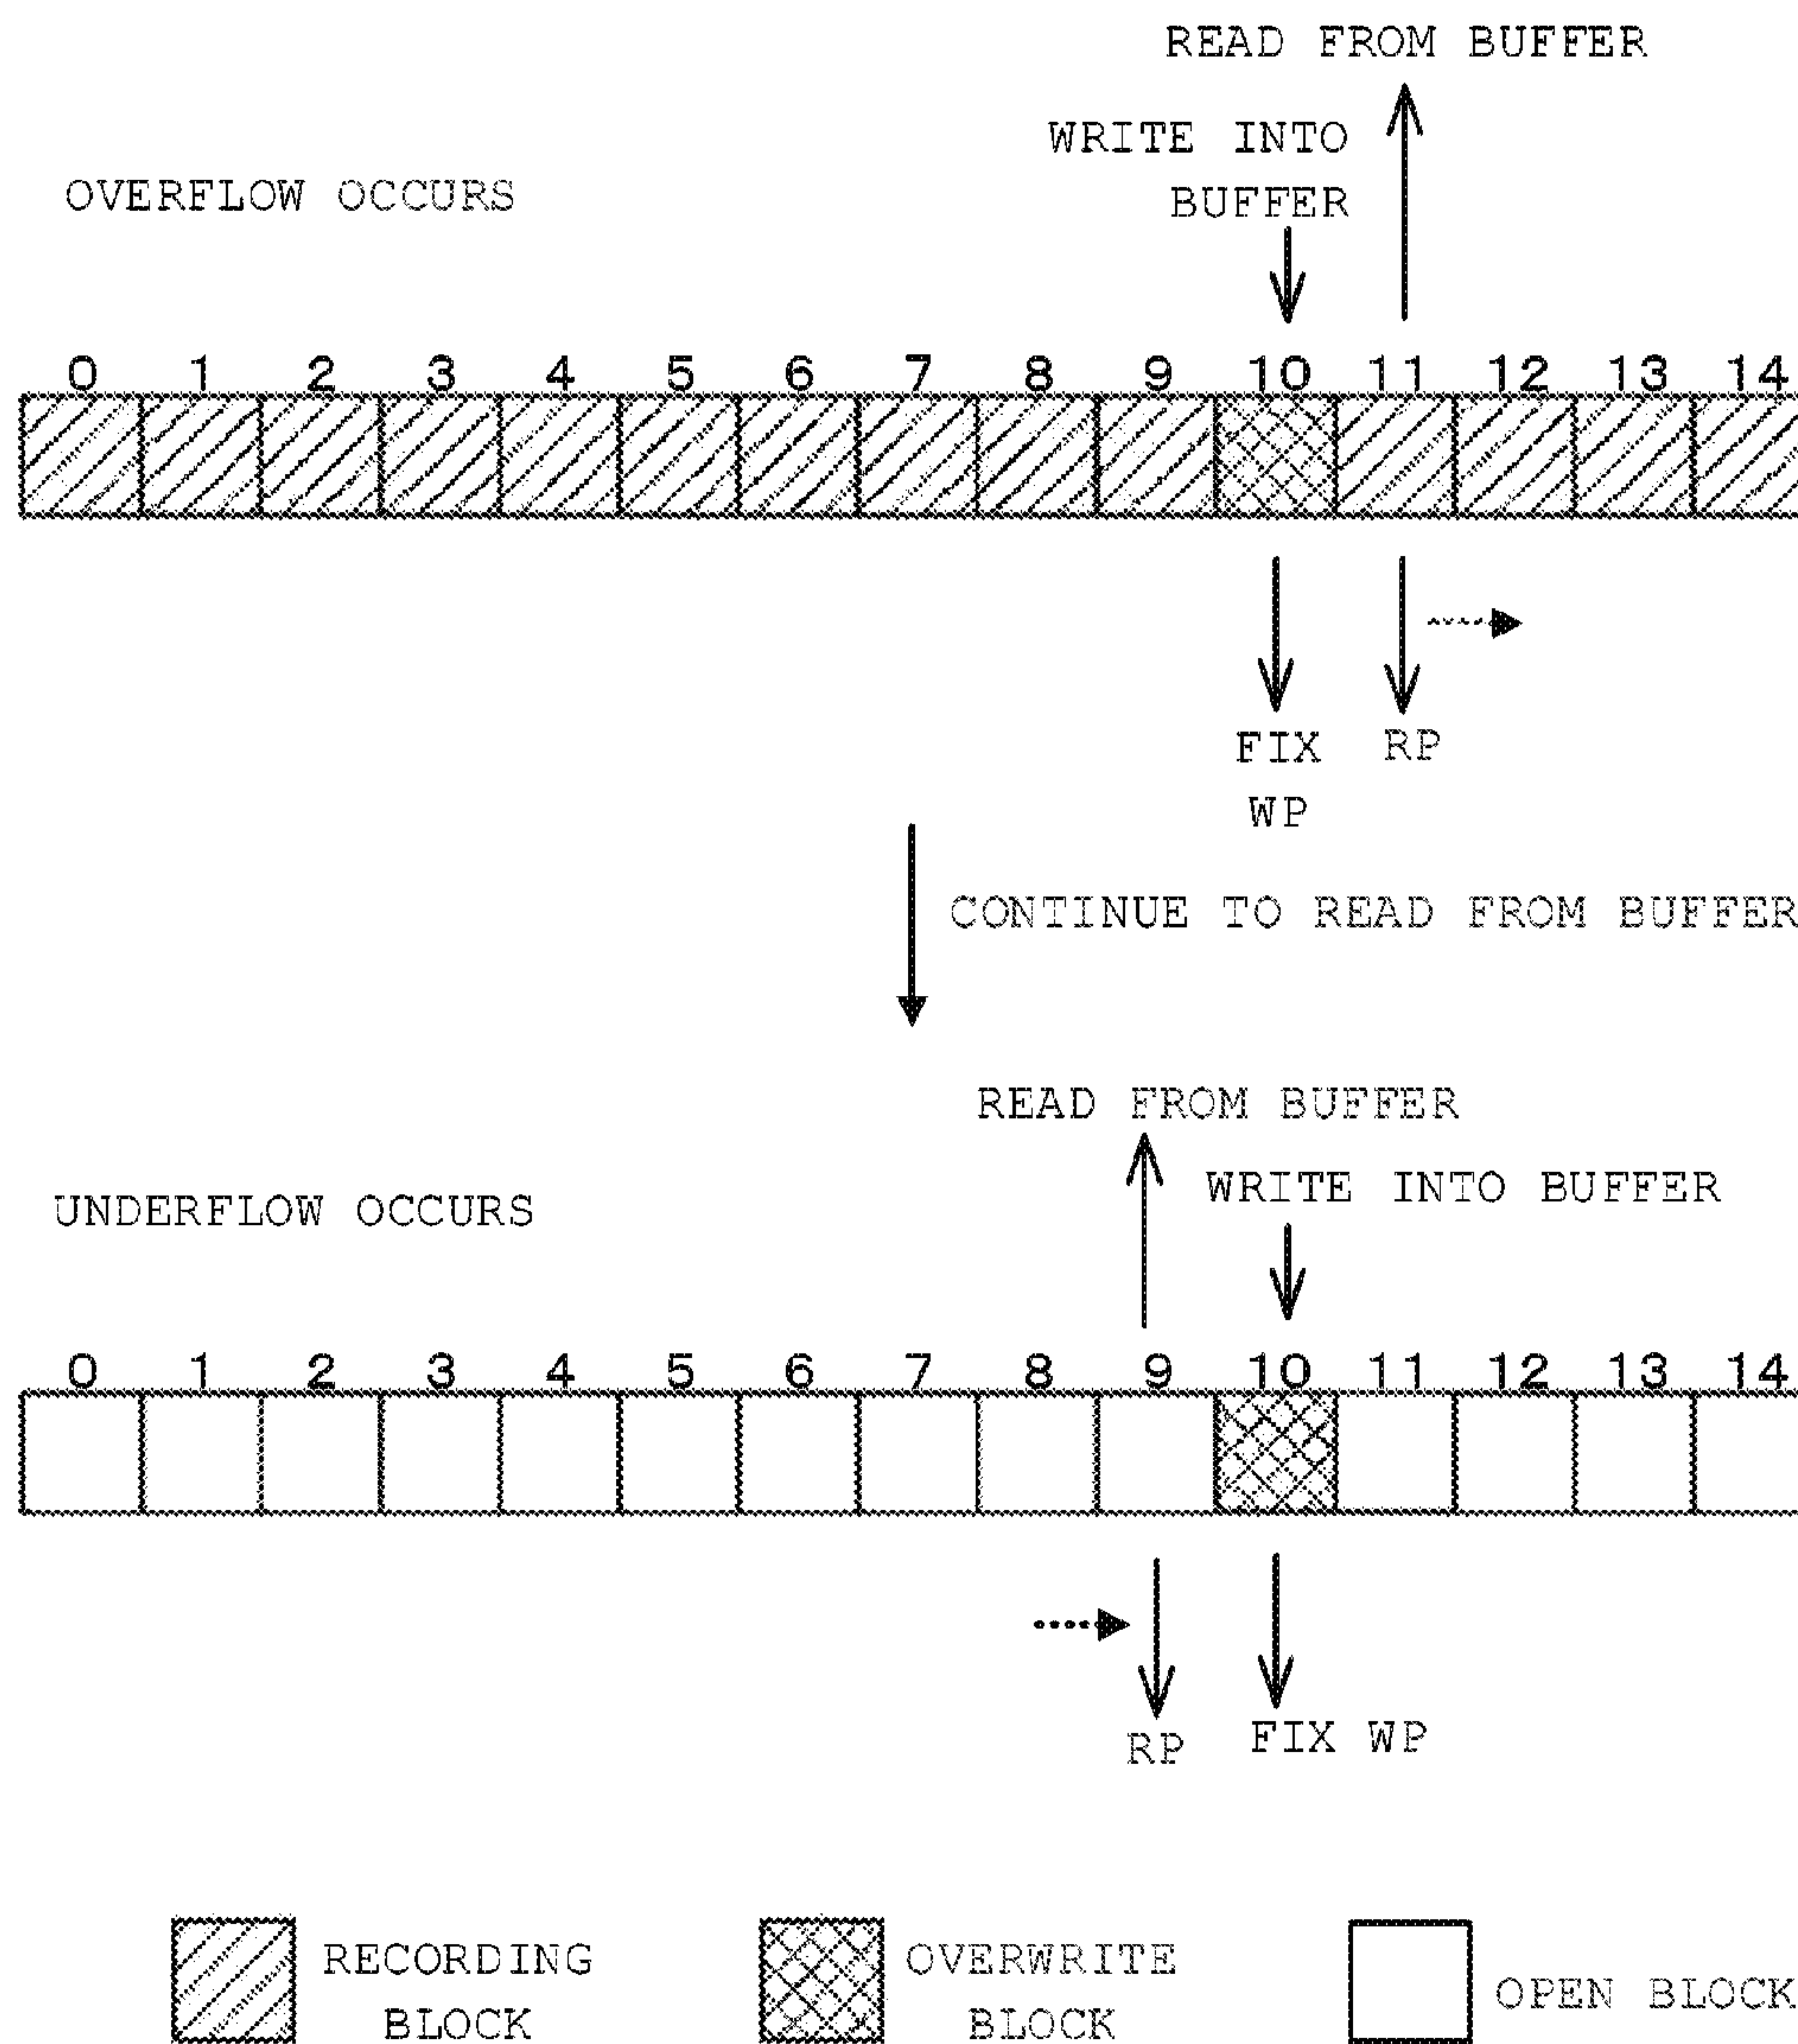 READ FROM BUFFER
WRITE INTO
BUFFER
OVERFLOW OCCURS
0 1 2 3 4 5 6 7 8 9 10 11 12 13 14
FIX RP
WP
CONTINUE TO READ FROM BUFFER
READ FROM BUFFER
WRITE INTO BUFFER
UNDERFLOW OCCURS
0 1 2 3 4 5 6 7 8 9 10 11 12 13 14
RP FIX WP
RECORDING
BLOCK
OVERWRITE
BLOCK
OPEN BLOCK